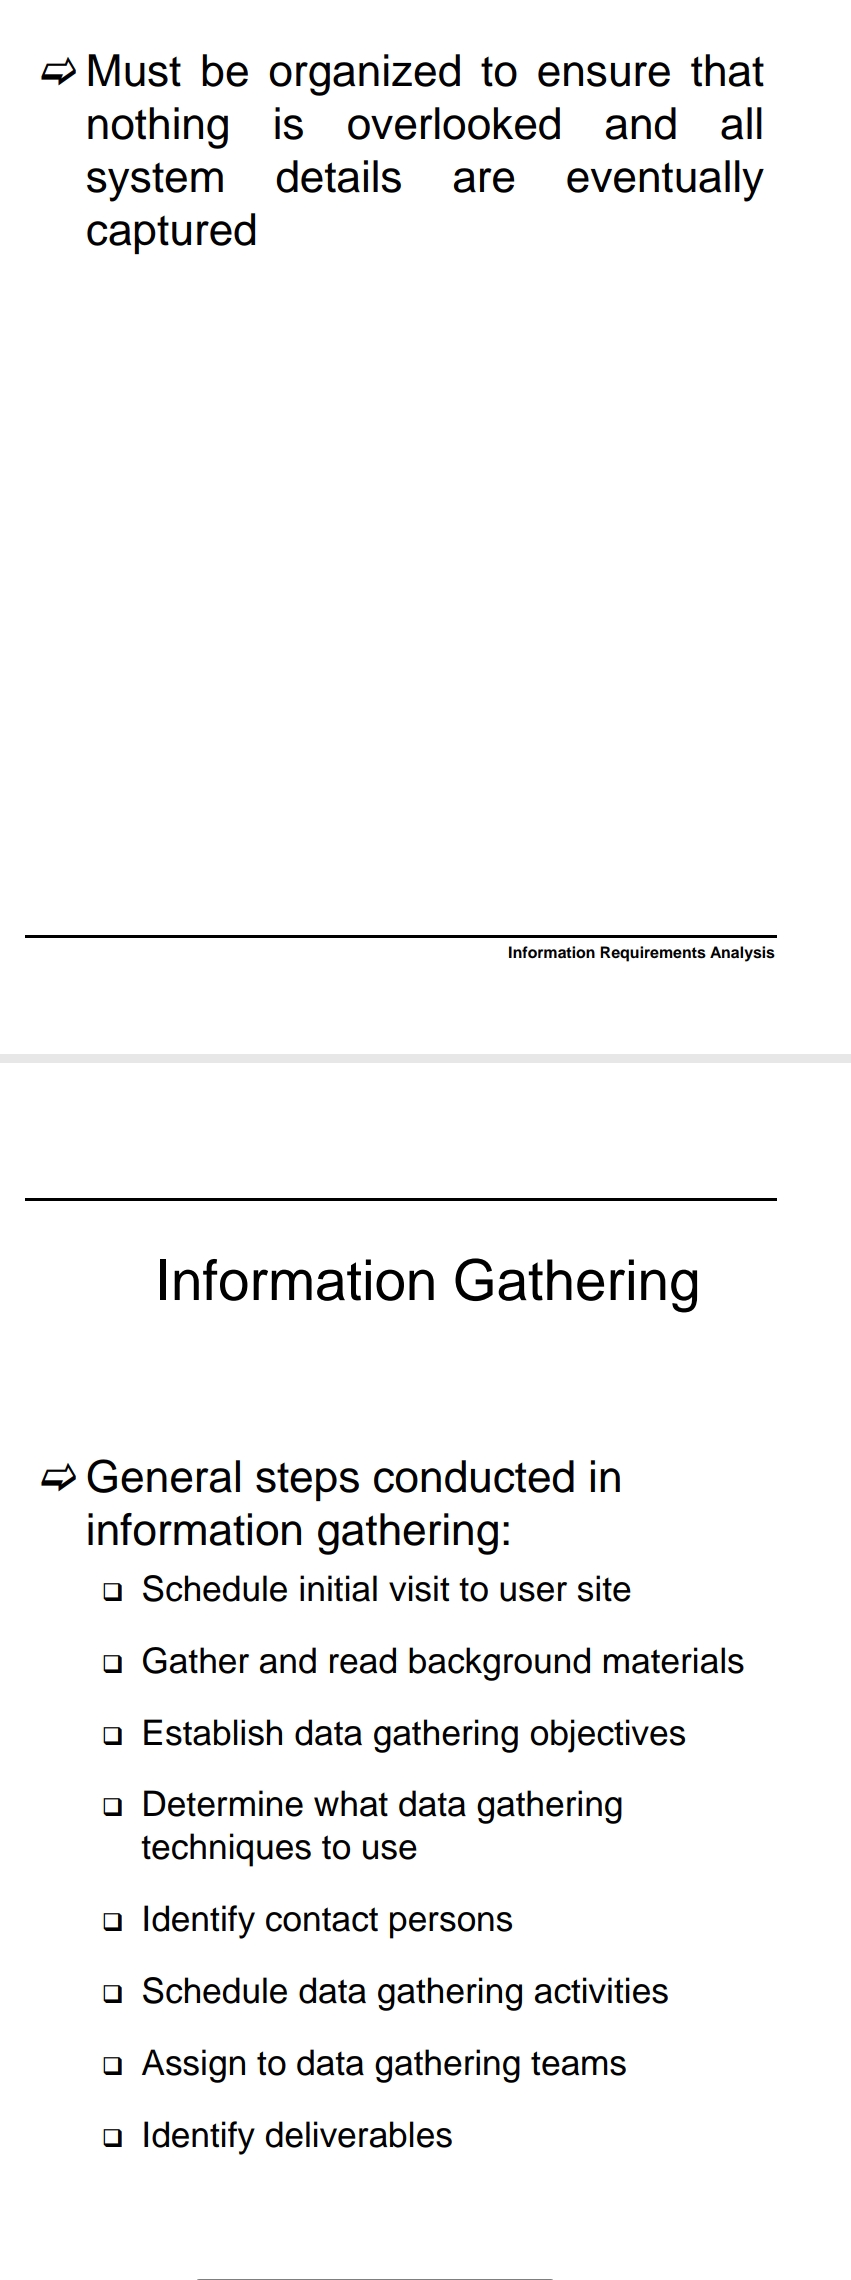 ➪ Must be organized to ensure that
nothing is overlooked and all
system details are eventually
captured
Information Requirements Analysis
Information Gathering
➪ General steps conducted in
information gathering:
❑ Schedule initial visit to user site
❑ Gather and read background materials
❑ Establish data gathering objectives
❑ Determine what data gathering
techniques to use
❑ Identify contact persons
❑ Schedule data gathering activities
❑ Assign to data gathering teams
❑ Identify deliverables